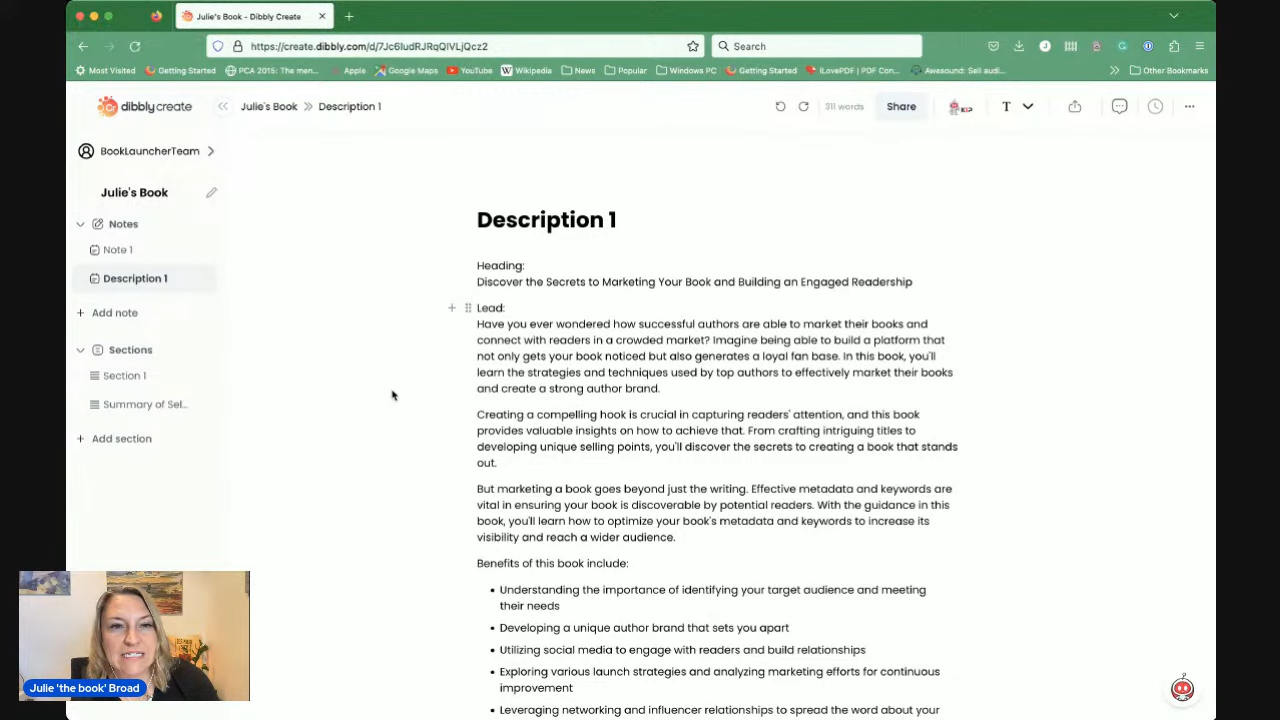 Julie's Book - Dibbly Create
https://create.dibbly.com/d/7Jc6IudRJRqQIVLjQcz2
Search
Most Visited
Getting Started
PCA 2015: The men...
Apple
Google Maps
YouTube
Wikipedia
News
Popular
Windows PC
Getting Started
iLovePDF | PDF Con...
Awesound: Sell audi...
Other Bookmarks
dibblycreate
Julie's Book
Description 1
311 words
Share
KIP
T
BookLauncherTeam
Julie's Book
Notes
Note 1
Description 1
+ Add note
Sections
Section 1
Summary of Sel...
+ Add section
Description 1
Heading:
Discover the Secrets to Marketing Your Book and Building an Engaged Readership
Lead:
Have you ever wondered how successful authors are able to market their books and
connect with readers in a crowded market? Imagine being able to build a platform that
not only gets your book noticed but also generates a loyal fan base. In this book, you'll
learn the strategies and techniques used by top authors to effectively market their books
and create a strong author brand.
Creating a compelling hook is crucial in capturing readers' attention, and this book
provides valuable insights on how to achieve that. From crafting intriguing titles to
developing unique selling points, you'll discover the secrets to creating a book that stands
out.
But marketing a book goes beyond just the writing. Effective metadata and keywords are
vital in ensuring your book is discoverable by potential readers. With the guidance in this
book, you'll learn how to optimize your book's metadata and keywords to increase its
visibility and reach a wider audience.
Benefits of this book include:
• Understanding the importance of identifying your target audience and meeting
their needs
• Developing a unique author brand that sets you apart
• Utilizing social media to engage with readers and build relationships
• Exploring various launch strategies and analyzing marketing efforts for continuous
improvement
• Leveraging networking and influencer relationships to spread the word about your
Julie 'the book' Broad